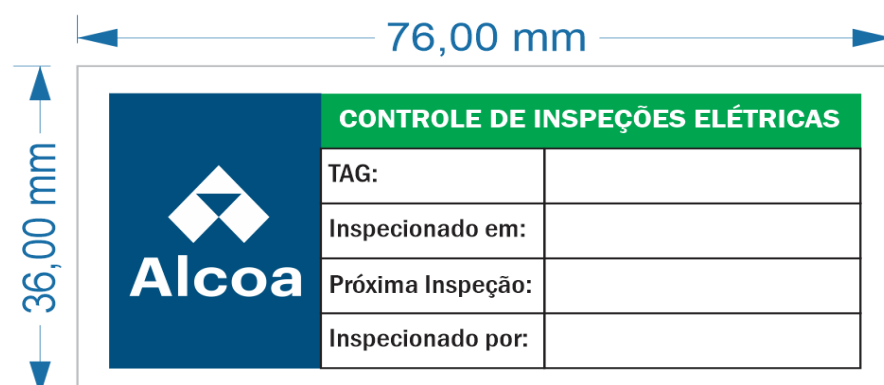 76,00 mm
36,00 mm
CONTROLE DE INSPEÇÕES ELÉTRICAS
Alcoa
TAG:
Inspecionado em:
Próxima Inspeção:
Inspecionado por: